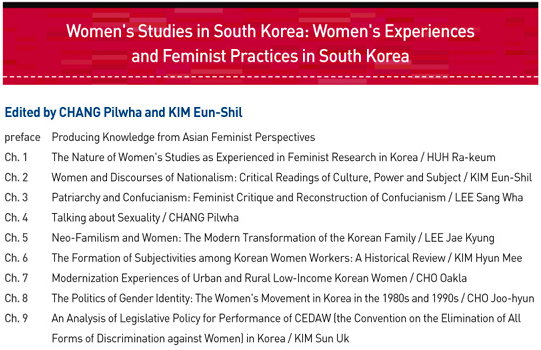 Women's Studies in South Korea: Women's Experiences
and Feminist Practices in South Korea
Edited by CHANG Pilwha and KIM Eun-Shil
preface Producing Knowledge from Asian Feminist Perspectives
Ch. 1 The Nature of Women's Studies as Experienced in Feminist Research in Korea / HUH Ra-keum
Ch. 2 Women and Discourses of Nationalism: Critical Readings of Culture, Power and Subject / KIM Eun-Shil
Ch. 3 Patriarchy and Confucianism: Feminist Critique and Reconstruction of Confucianism / LEE Sang Wha
Ch. 4 Talking about Sexuality / CHANG Pilwha
Ch. 5 Neo-Familism and Women: The Modern Transformation of the Korean Family / LEE Jae Kyung
Ch. 6 The Formation of Subjectivities among Korean Women Workers: A Historical Review / KIM Hyun Mee
Ch. 7 Modernization Experiences of Urban and Rural Low-Income Korean Women / CHO Oakla
Ch. 8 The Politics of Gender Identity: The Women's Movement in Korea in the 1980s and 1990s / CHO Joo-hyun
Ch. 9 An Analysis of Legislative Policy for Performance of CEDAW (the Convention on the Elimination of All
Forms of Discrimination against Women) in Korea / KIM Sun Uk